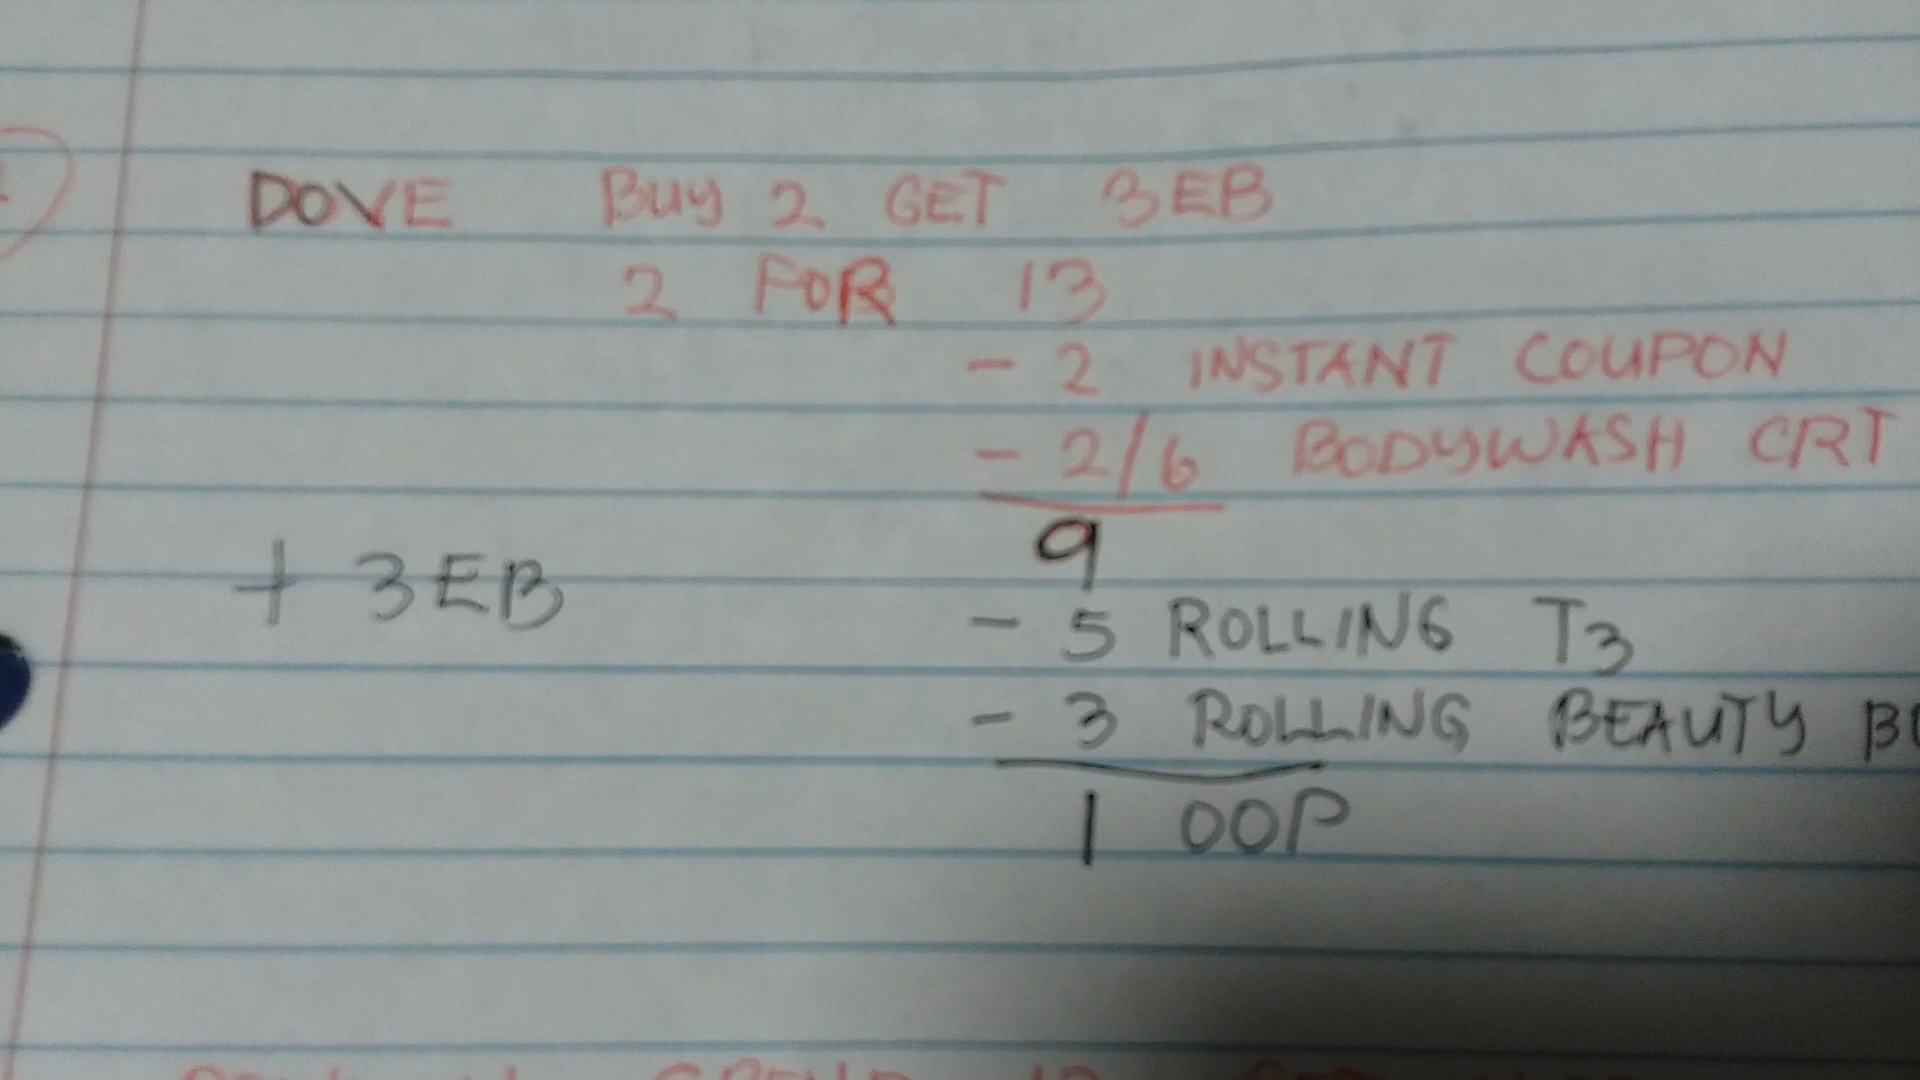 DOVE BUY 2 GET 3EB
2 FOR 13
- 2 INSTANT COUPON
- 2/6 BODYWASH CRT
9
+ 3EB
- 5 ROLLING T3
- 3 ROLLING BEAUTY
1 OOP